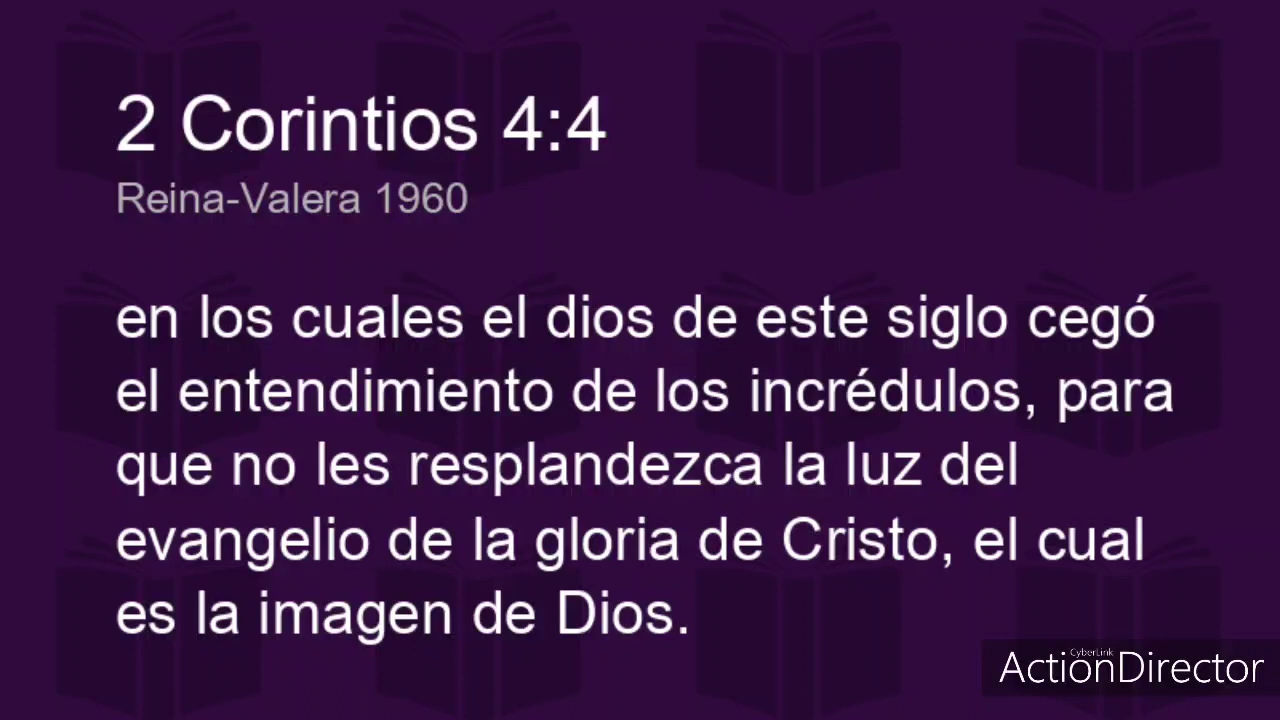 2 Corintios 4:4
Reina-Valera 1960
en los cuales el dios de este siglo cegó
el entendimiento de los incrédulos, para
que no les resplandezca la luz del
evangelio de la gloria de Cristo, el cual
es la imagen de Dios.
CyberLink
ActionDirector